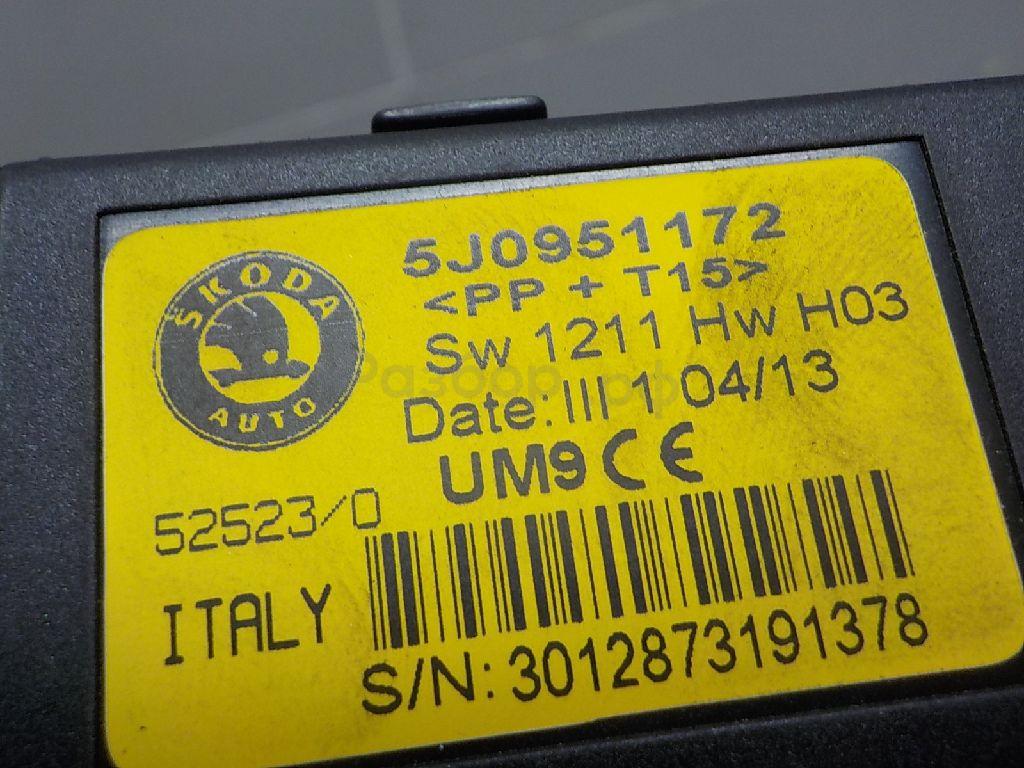 ŠKODA
AUTO
5J0951172
<PP + T15>
Sw 1211 Hw H03
Date: III 1 04/13
UM9 CE
52523/0
ITALY
S/N: 3012873191378